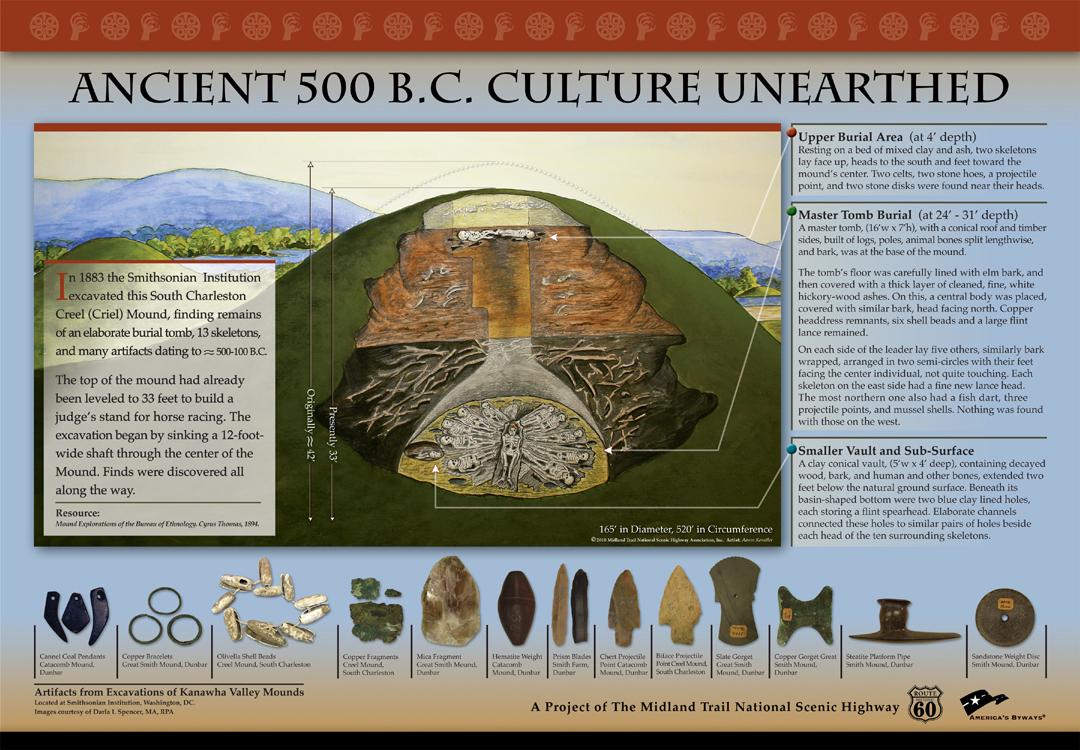 ANCIENT 500 B.C. CULTURE UNEARTHED
In 1883 the Smithsonian Institution
excavated this South Charleston
Creel (Criel) Mound, finding remains
of an elaborate burial tomb, 13 skeletons,
and many artifacts dating to ≈ 500-100 B.C.
The top of the mound had already
been leveled to 33 feet to build a
judge's stand for horse racing. The
excavation began by sinking a 12-foot-
wide shaft through the center of the
Mound. Finds were discovered all
along the way.
Resource:
Mound Explorations of the Bureau of Ethnology. Cyrus Thomas, 1894.
Originally ≈ 42'
Presently 33'
165' in Diameter, 520' in Circumference
©2010 Midland Trail National Scenic Highway Association, Inc. Artist:
Upper Burial Area (at 4' depth)
Resting on a bed of mixed clay and ash, two skeletons
lay face up, heads to the south and feet toward the
mound's center. Two celts, two stone hoes, a projectile
point, and two stone disks were found near their heads.
Master Tomb Burial (at 24' - 31' depth)
A master tomb, (16'w x 7'h), with a conical roof and timber
sides, built of logs, poles, animal bones split lengthwise,
and bark, was at the base of the mound.
The tomb's floor was carefully lined with elm bark, and
then covered with a thick layer of cleaned, fine, white
hickory-wood ashes. On this, a central body was placed,
covered with similar bark, head facing north. Copper
headdress remnants, six shell beads and a large flint
lance remained.
On each side of the leader lay five others, similarly bark
wrapped, arranged in two semi-circles with their feet
facing the center individual, not quite touching. Each
skeleton on the east side had a fine new lance head.
The most northern one also had a fish dart, three
projectile points, and mussel shells. Nothing was found
with those on the west.
Smaller Vault and Sub-Surface
A clay conical vault, (5'w x 4' deep), containing decayed
wood, bark, and human and other bones, extended two
feet below the natural ground surface. Beneath its
basin-shaped bottom were two blue clay lined holes,
each storing a flint spearhead. Elaborate channels
connected these holes to similar pairs of holes beside
each head of the ten surrounding skeletons.
Cannel Coal Pendants
Catacomb Mound,
Dunbar
Copper Bracelets
Great Smith Mound, Dunbar
Olivella Shell Beads
Creel Mound, South Charleston
Copper Fragments
Creel Mound,
South Charleston
Mica Fragment
Great Smith Mound,
Dunbar
Hematite Weight
Catacomb
Mound, Dunbar
Prism Blades
Smith Farm,
Dunbar
Chert Projectile
Point Catacomb
Mound, Dunbar
Biface Projectile
Point Creel Mound,
South Charleston
Slate Gorget
Great Smith
Mound, Dunbar
Copper Gorget Great
Smith Mound,
Dunbar
Steatite Platform Pipe
Smith Mound, Dunbar
Sandstone Weight Disc
Smith Mound, Dunbar
Artifacts from Excavations of Kanawha Valley Mounds
Located at Smithsonian Institution, Washington, DC.
Images courtesy of Darla I. Spencer, MA, RPA
A Project of The Midland Trail National Scenic Highway
ROUTE
60
AMERICA'S BYWAYS®